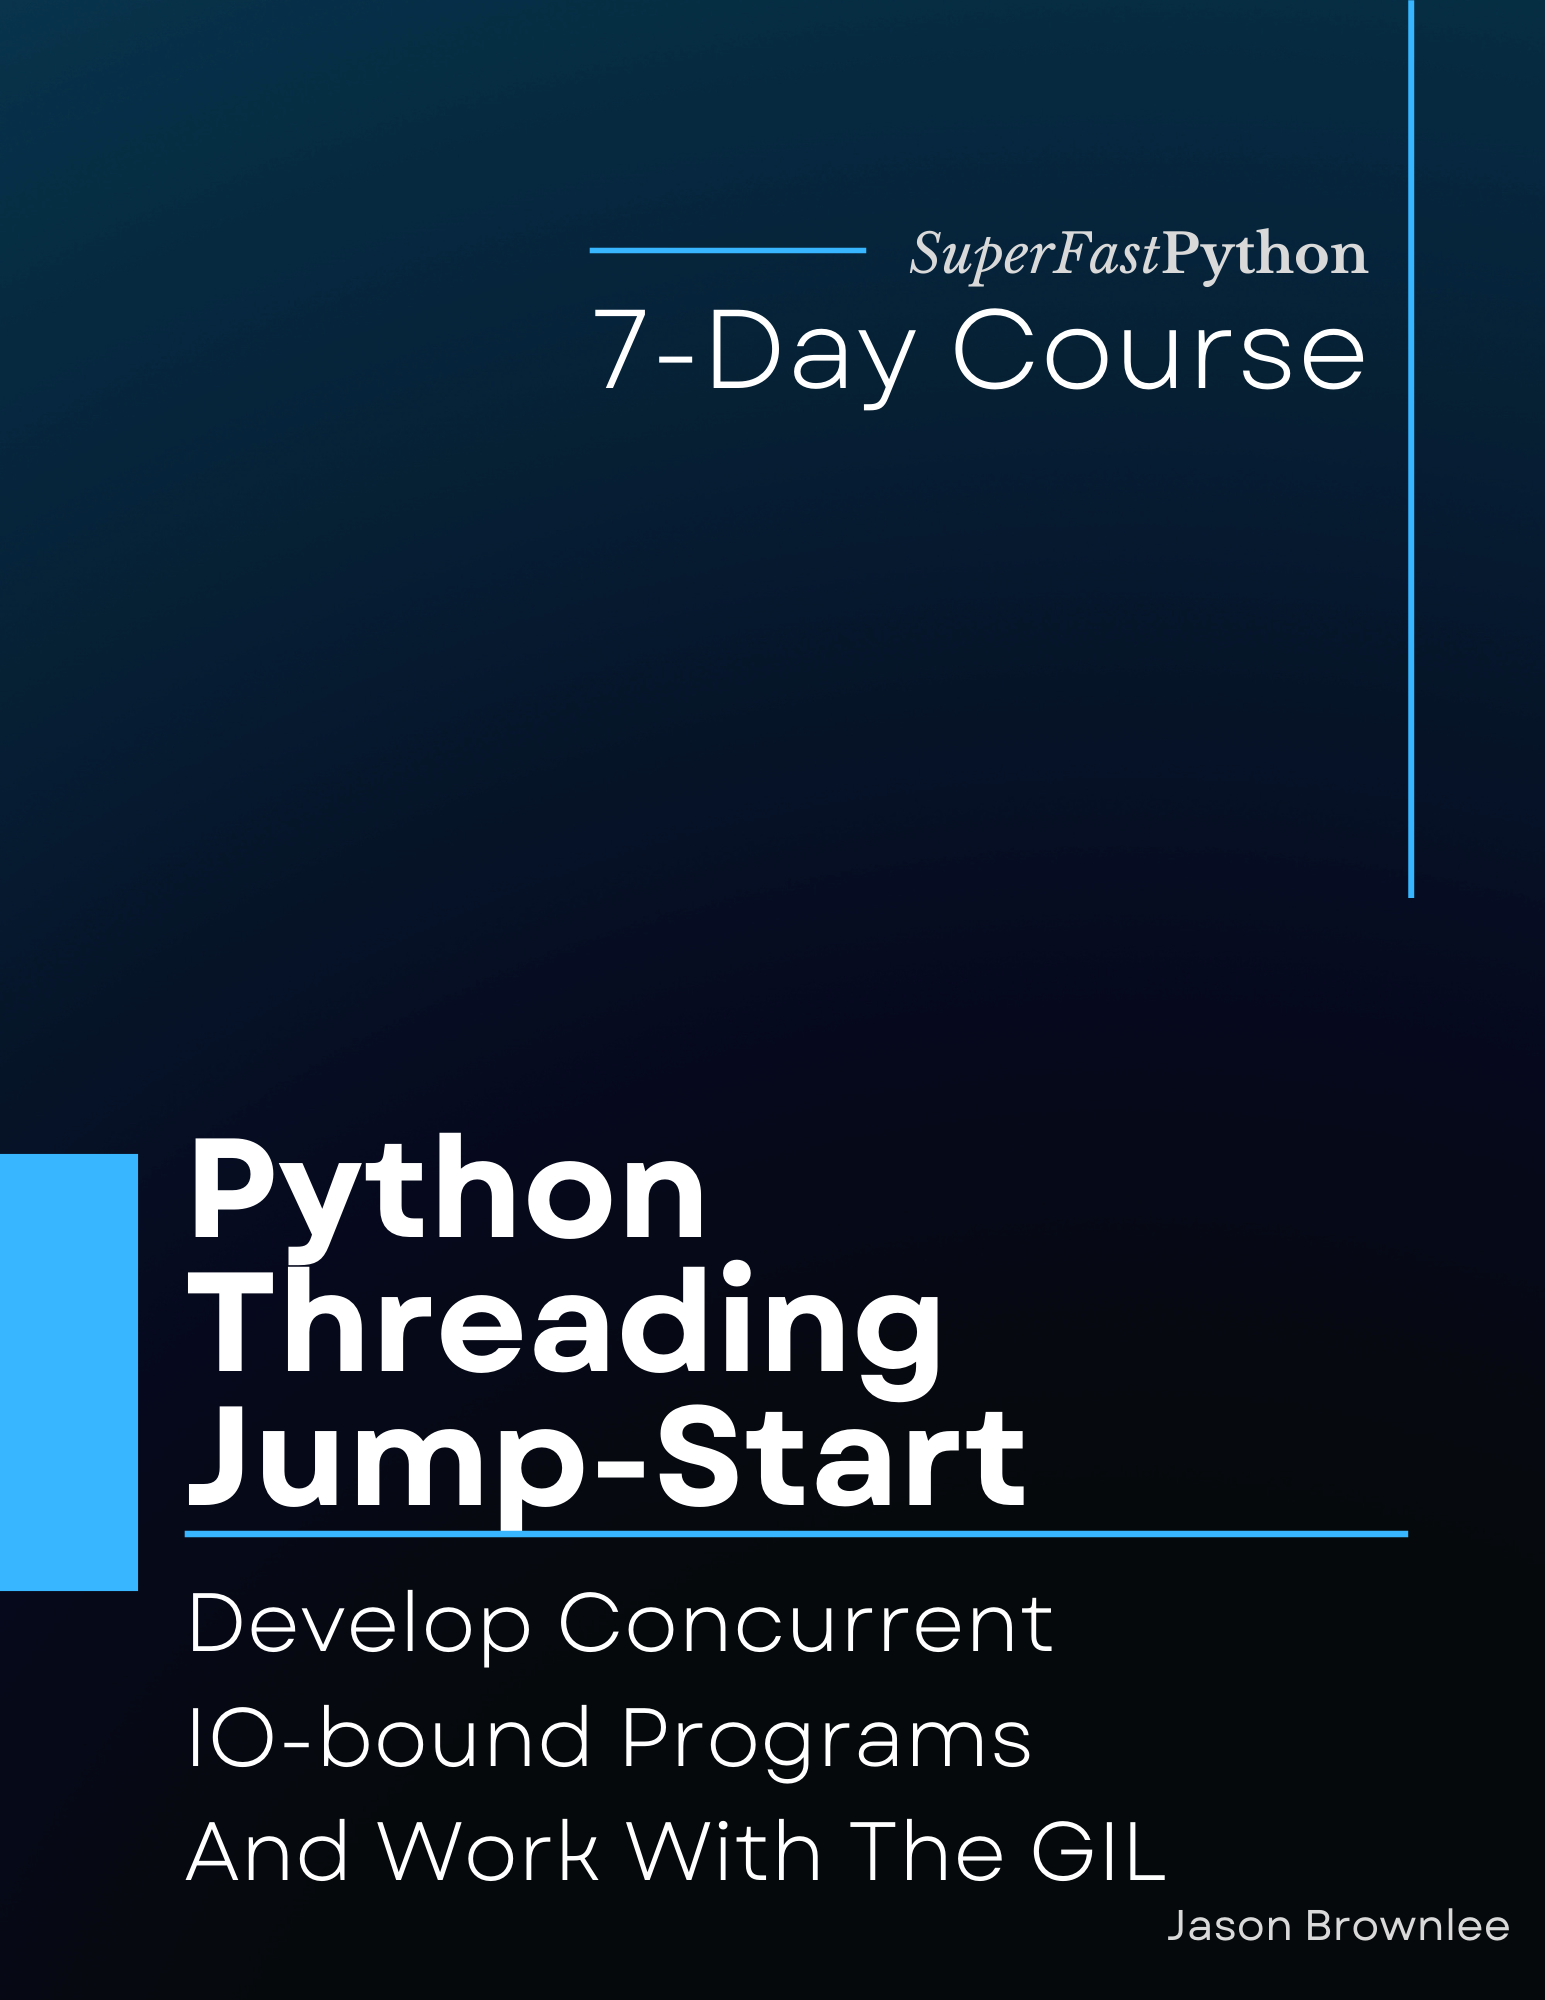 SuperFastPython
7-Day Course
Python
Threading
Jump-Start
Develop Concurrent
IO-bound Programs
And Work With The GIL
Jason Brownlee